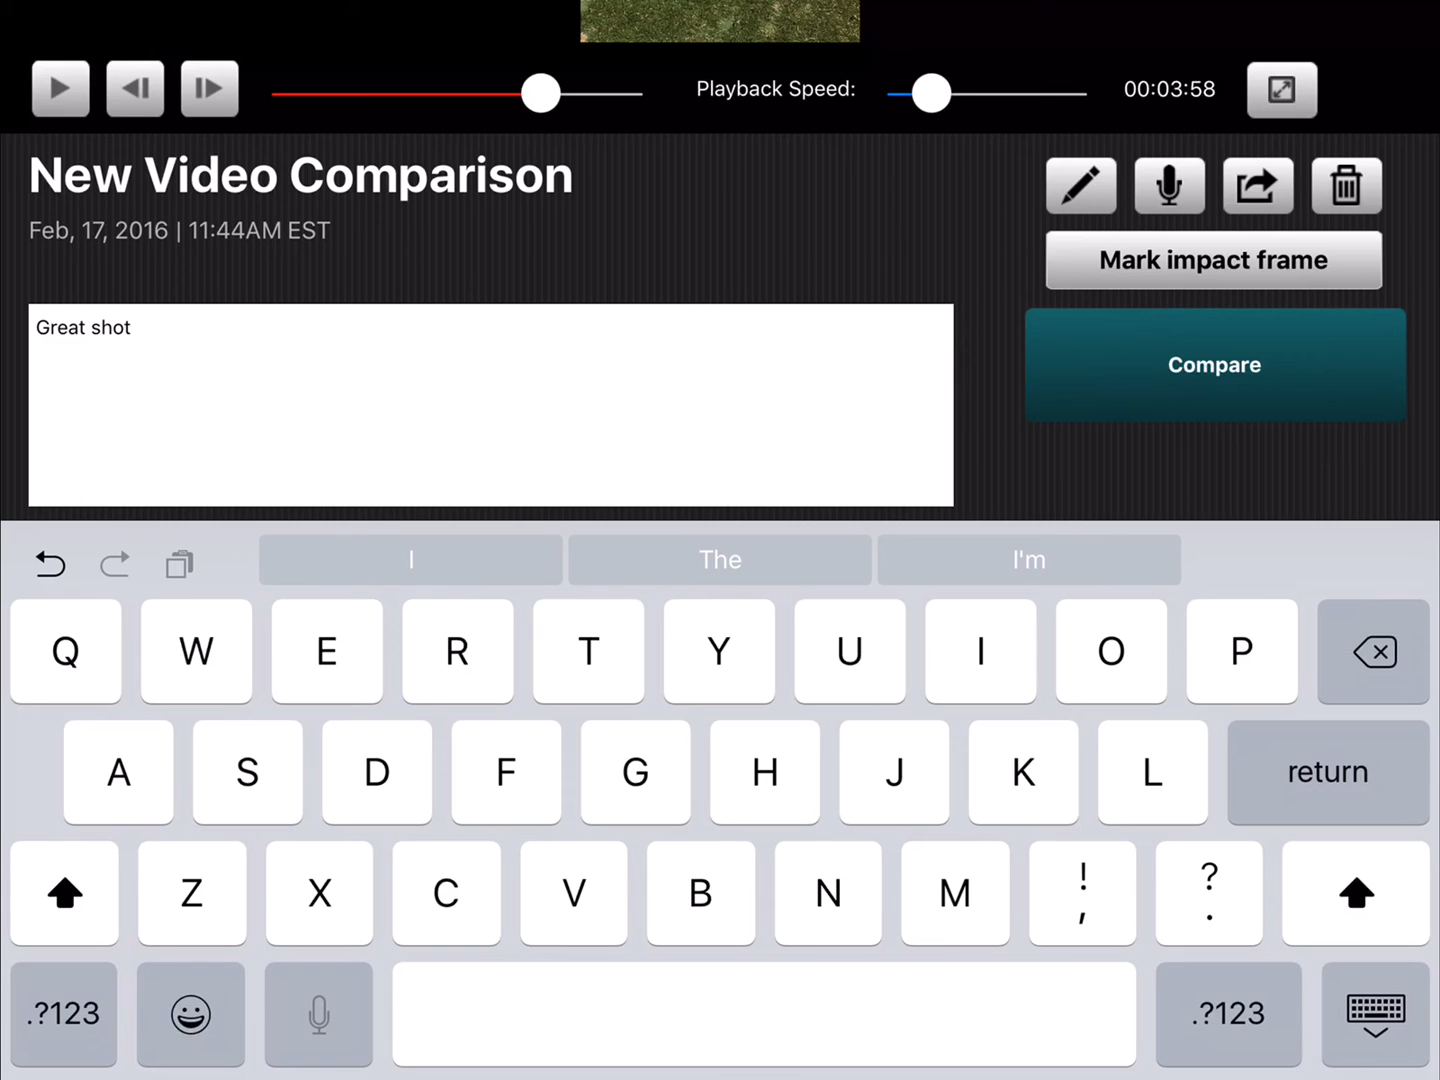 Playback Speed: 00:03:58
New Video Comparison
Feb, 17, 2016 | 11:44AM EST
Mark impact frame
Great shot
Compare
I The I'm
Q W E R T Y U I O P
A S D F G H J K L return
Z X C V B N M ! , ? .
.?123 .?123